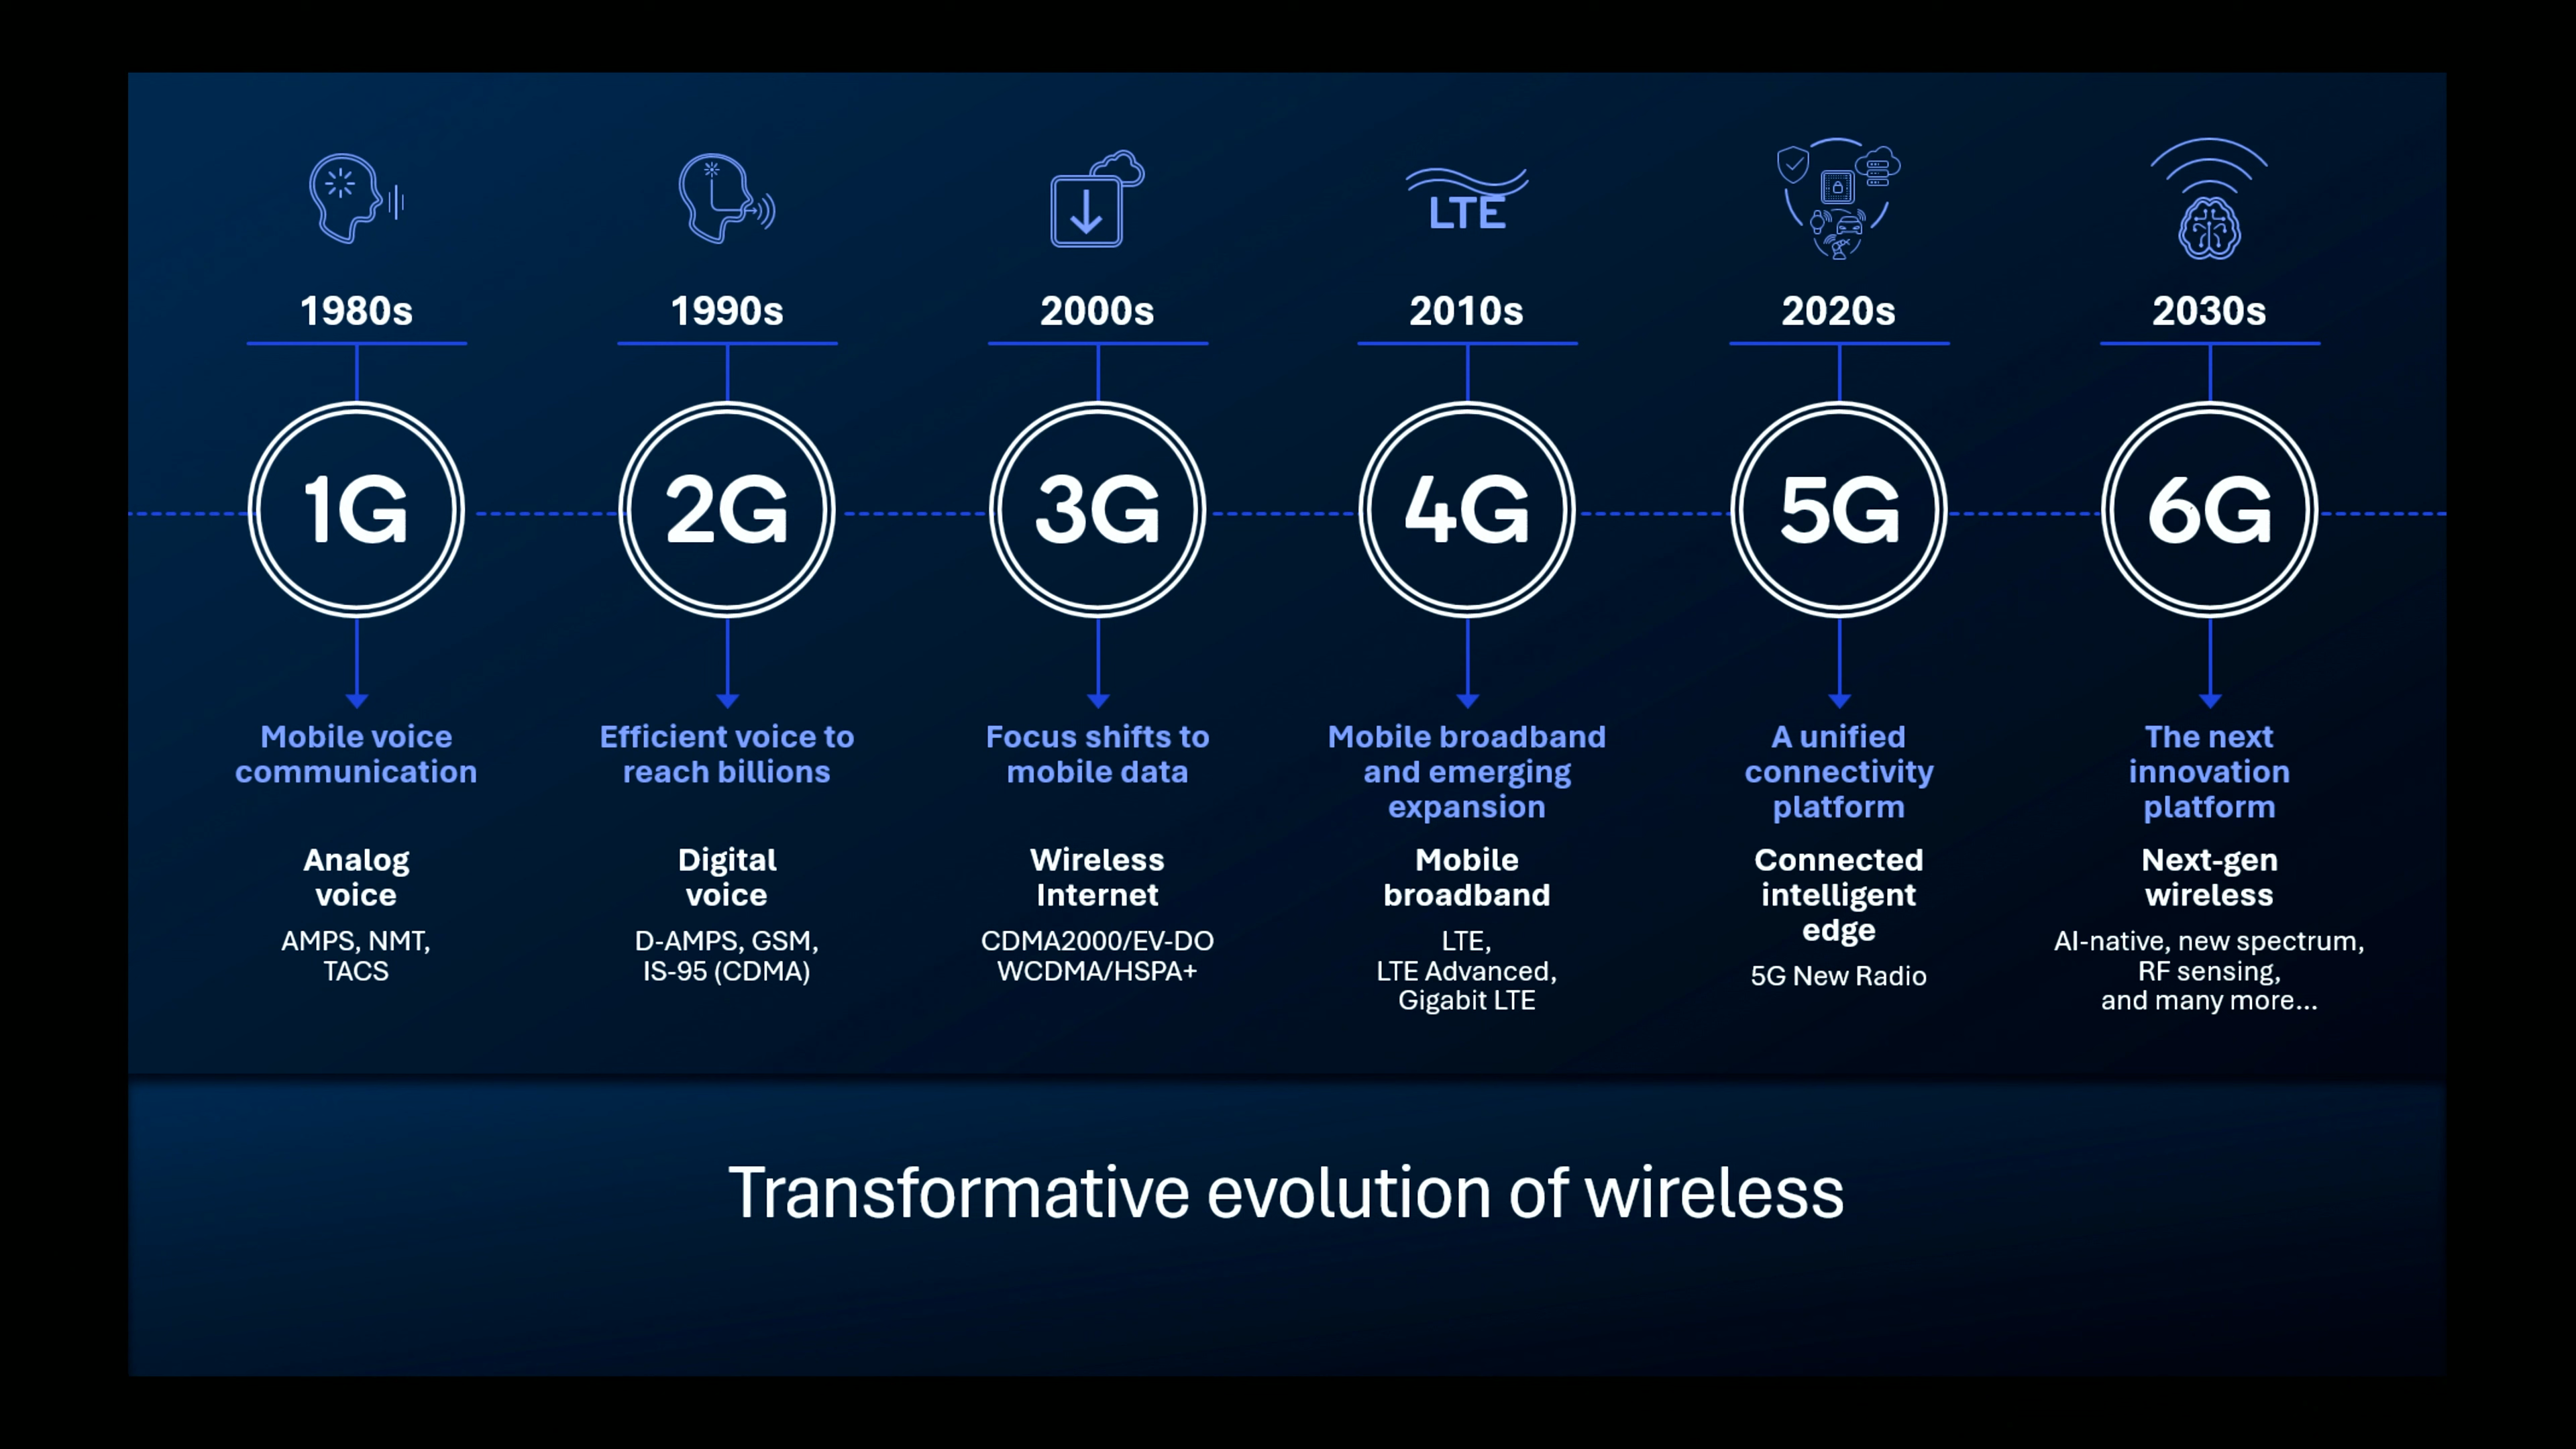 LTE
1980s
1990s
2000s
2010s
2020s
2030s
1G
2G
3G
4G
5G
6G
Mobile voice
communication
Analog
voice
AMPS, NMT,
TACS
Efficient voice to
reach billions
Digital
voice
D-AMPS, GSM,
IS-95 (CDMA)
Focus shifts to
mobile data
Wireless
Internet
CDMA2000/EV-DO
WCDMA/HSPA+
Mobile broadband
and emerging
expansion
Mobile
broadband
LTE,
LTE Advanced,
Gigabit LTE
A unified
connectivity
platform
Connected
intelligent
edge
5G New Radio
The next
innovation
platform
Next-gen
wireless
AI-native, new spectrum,
RF sensing,
and many more...
Transformative evolution of wireless